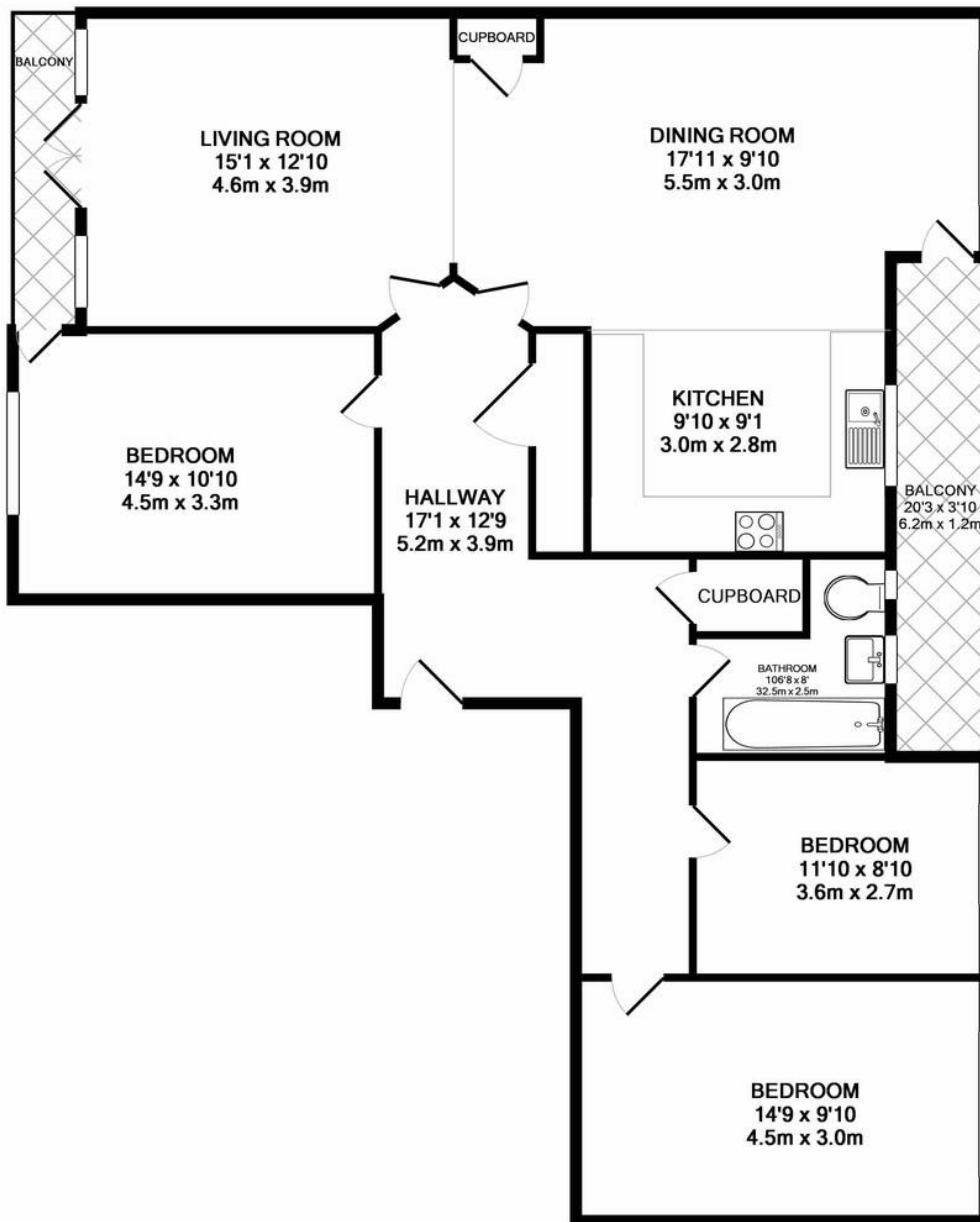 CUPBOARD
BALCONY
LIVING ROOM
15'1 x 12'10
4.6m x 3.9m
DINING ROOM
17'11 x 9'10
5.5m x 3.0m
KITCHEN
9'10 x 9'1
3.0m x 2.8m
BEDROOM
14'9 x 10'10
4.5m x 3.3m
HALLWAY
17'1 x 12'9
5.2m x 3.9m
BALCONY
20'3 x 3'10
6.2m x 1.2m
CUPBOARD
BATHROOM
106'8 x 8'
32.5m x 2.5m
BEDROOM
11'10 x 8'10
3.6m x 2.7m
BEDROOM
14'9 x 9'10
4.5m x 3.0m